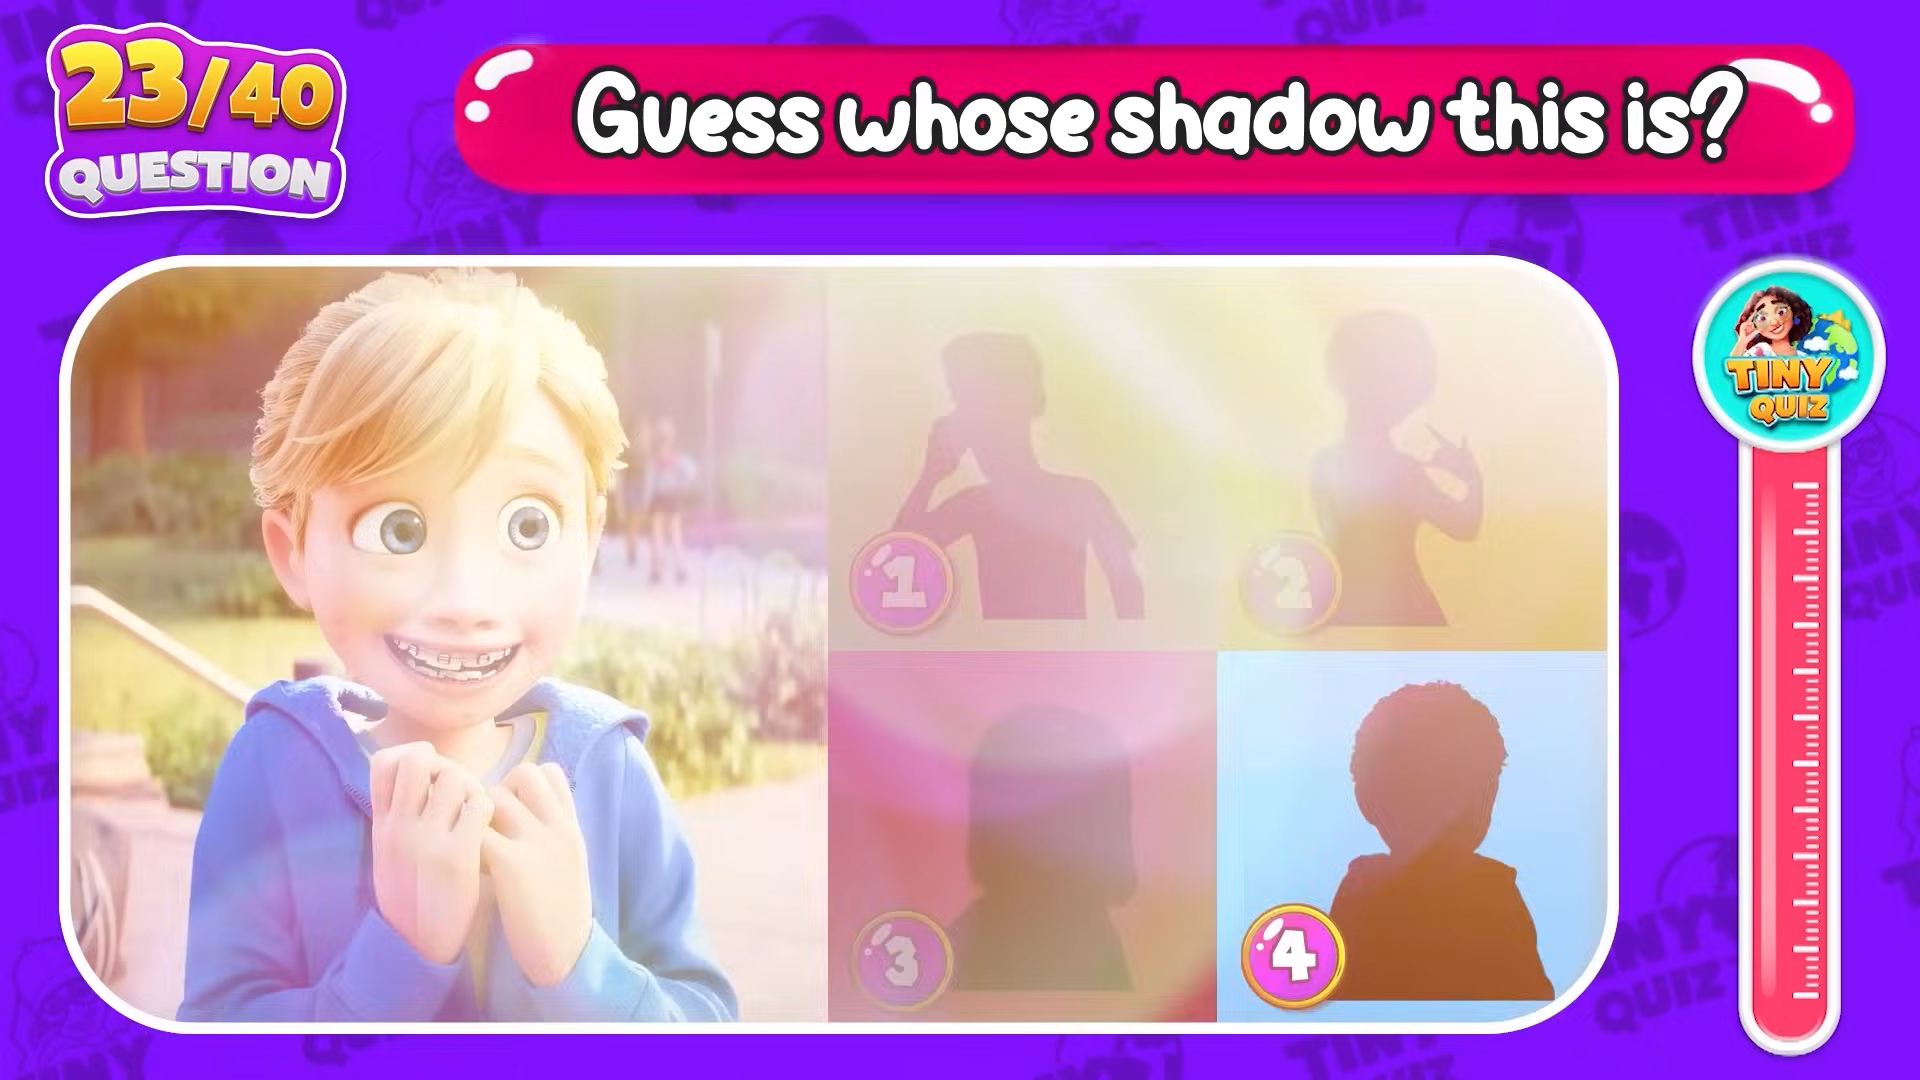 23/40
QUESTION
Guess whose shadow this is?
TINY
QUIZ
1
2
3
4